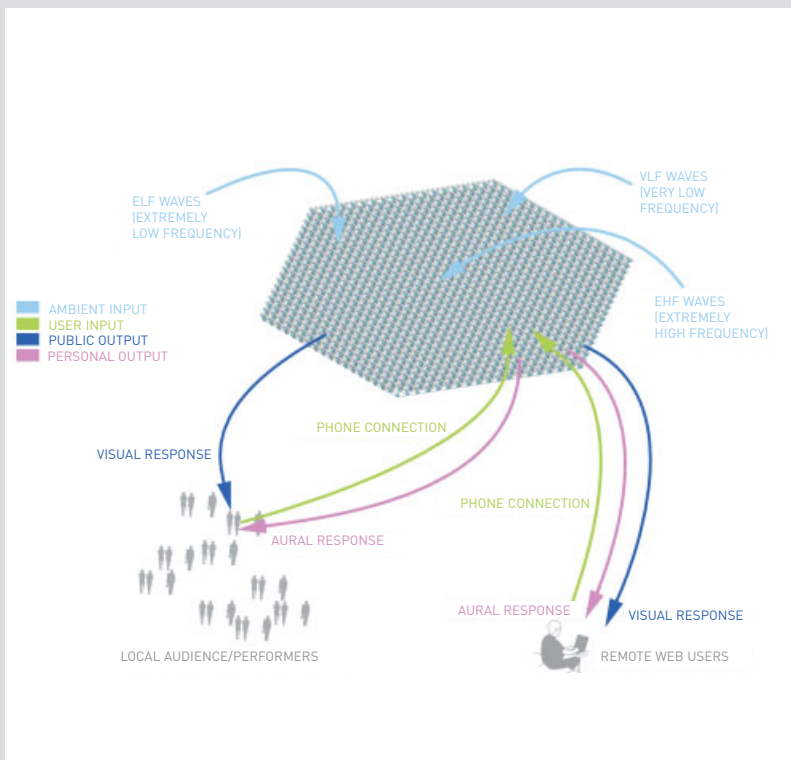 ELF WAVES
(EXTREMELY
LOW FREQUENCY)
VLF WAVES
(VERY LOW
FREQUENCY)
EHF WAVES
(EXTREMELY
HIGH FREQUENCY)
AMBIENT INPUT
USER INPUT
PUBLIC OUTPUT
PERSONAL OUTPUT
PHONE CONNECTION
VISUAL RESPONSE
PHONE CONNECTION
AURAL RESPONSE
AURAL RESPONSE
VISUAL RESPONSE
LOCAL AUDIENCE/PERFORMERS
REMOTE WEB USERS